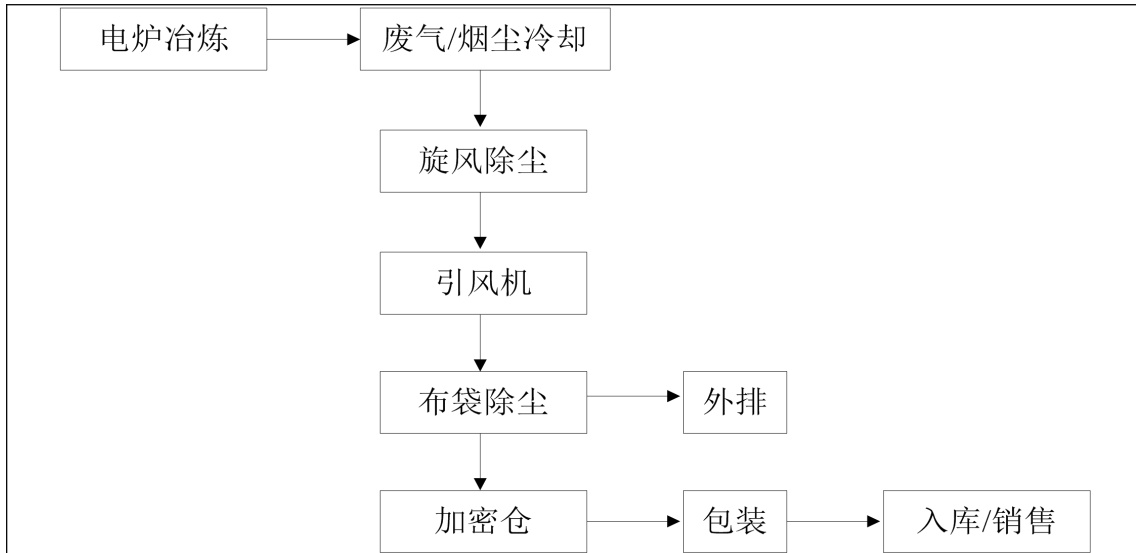 电炉冶炼
废气/烟尘冷却
旋风除尘
引风机
布袋除尘
外排
加密仓
包装
入库/销售